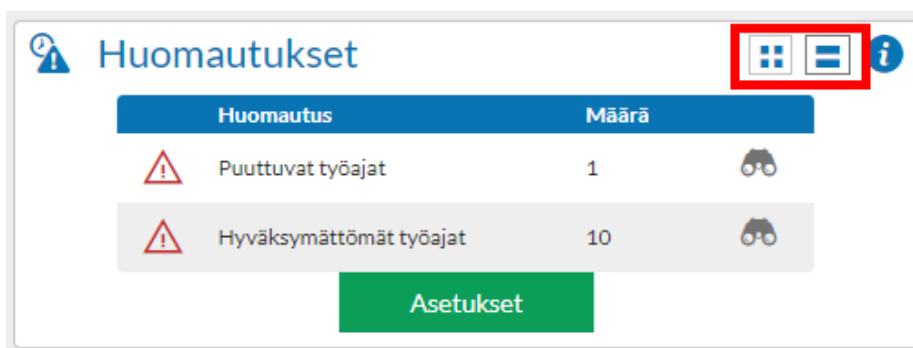 Huomautukset
Huomautus Määrä
Puuttuvat työajat 1
Hyväksymättömät työajat 10
Asetukset